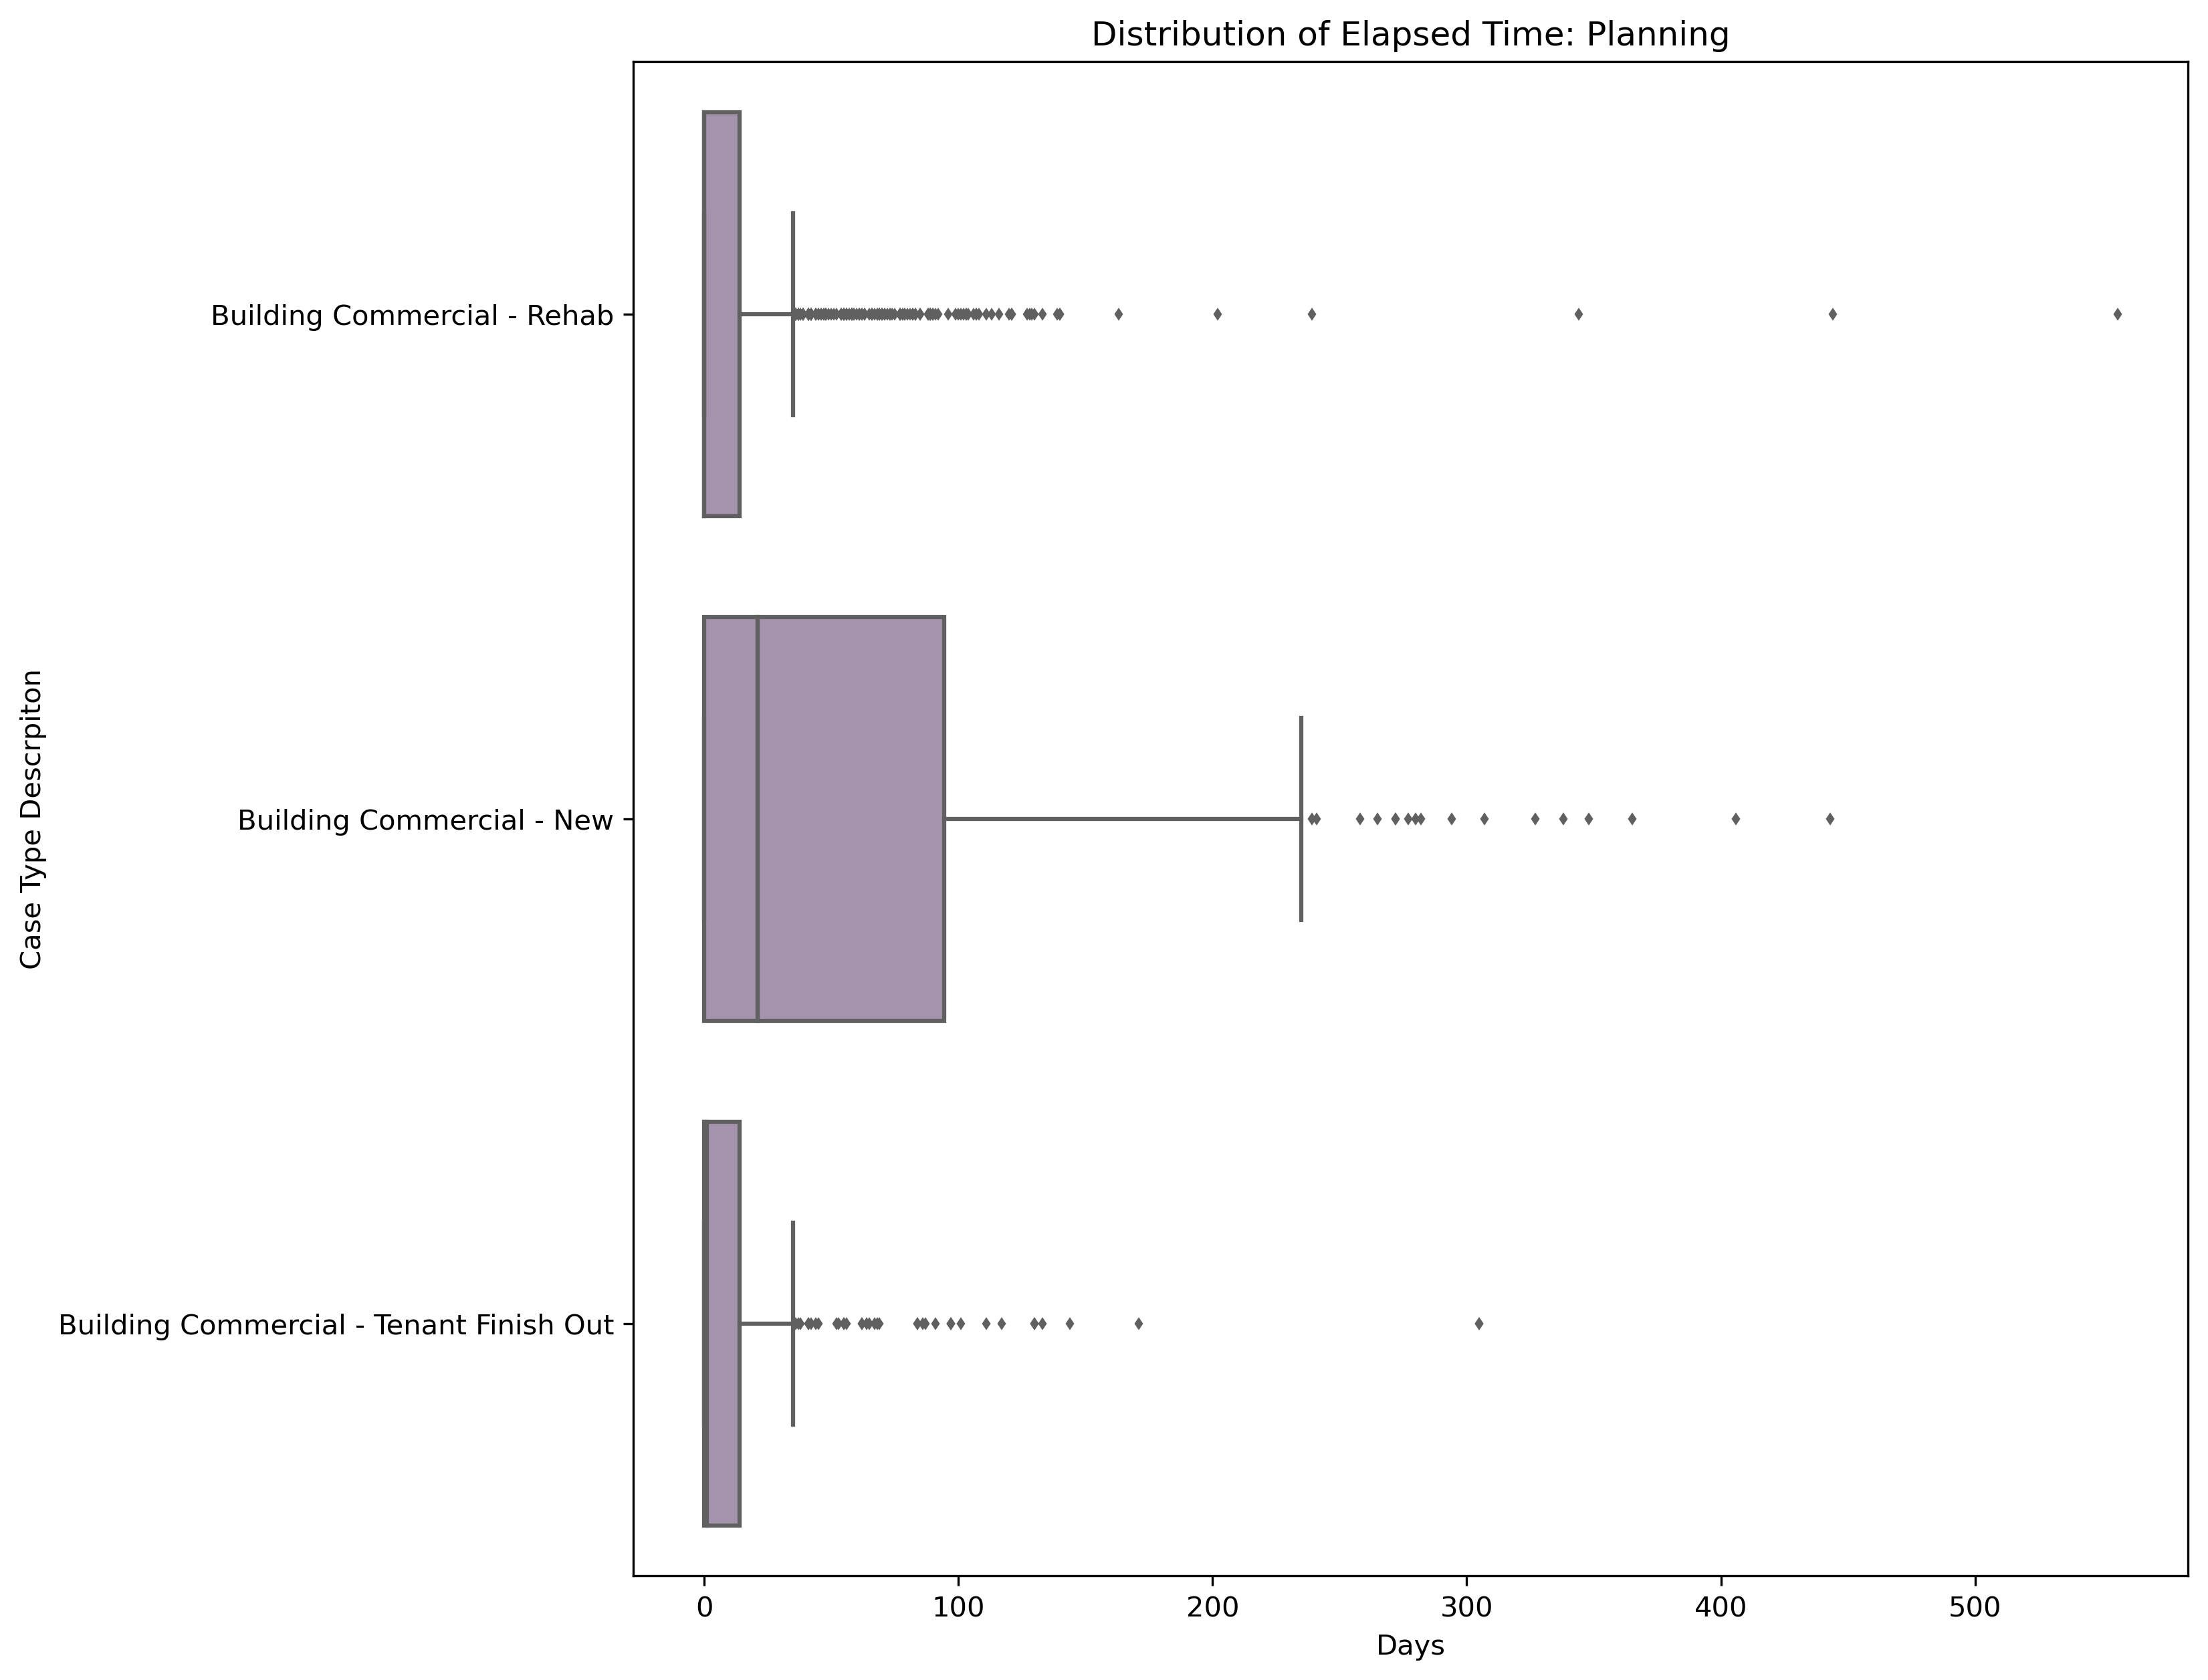 Distribution of Elapsed Time: Planning
Case Type Descrpiton
Building Commercial - Rehab
Building Commercial - New
Building Commercial - Tenant Finish Out
0 100 200 300 400 500
Days